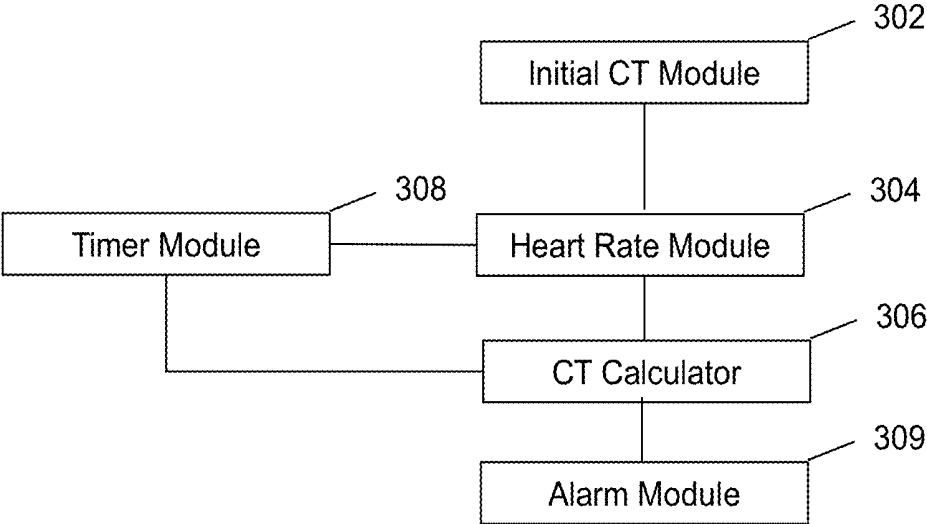 302
Initial CT Module
308
304
Timer Module
Heart Rate Module
306
CT Calculator
309
Alarm Module